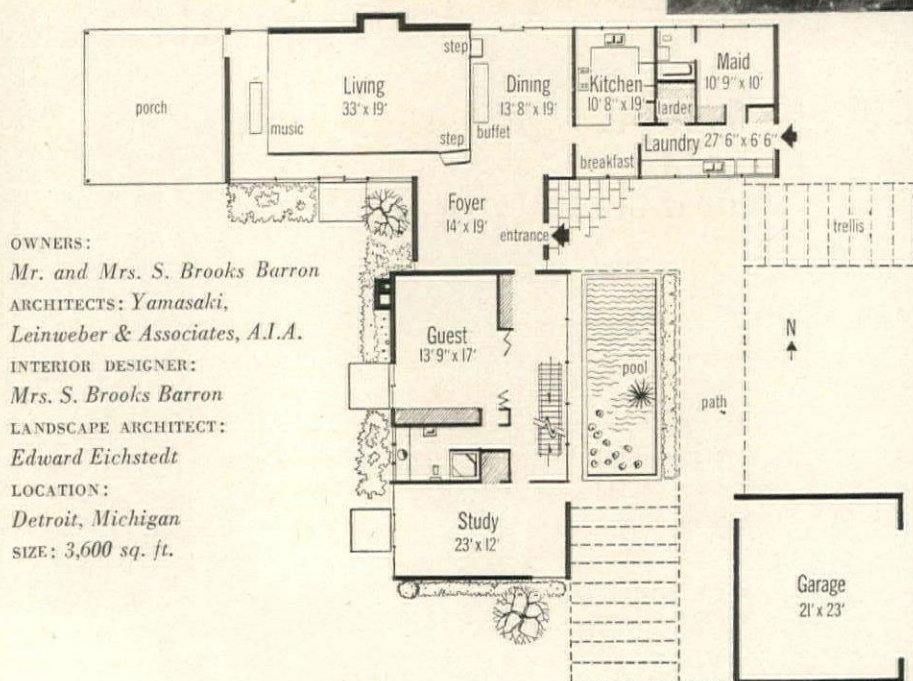 porch
Living
33' x 19'
music
step
step
buffet
Dining
13' 8" x 19'
Kitchen
10' 8" x 19'
larder
Maid
10' 9" x 10'
Laundry 27' 6" x 6' 6"
breakfast
Foyer
14' x 19'
entrance
trellis
OWNERS:
Mr. and Mrs. S. Brooks Barron
ARCHITECTS: Yamasaki,
Leinweber & Associates, A.I.A.
INTERIOR DESIGNER:
Mrs. S. Brooks Barron
LANDSCAPE ARCHITECT:
Edward Eichstedt
LOCATION:
Detroit, Michigan
SIZE: 3,600 sq. ft.
Guest
13' 9" x 17'
pool
N
path
Study
23' x 12'
Garage
21' x 23'